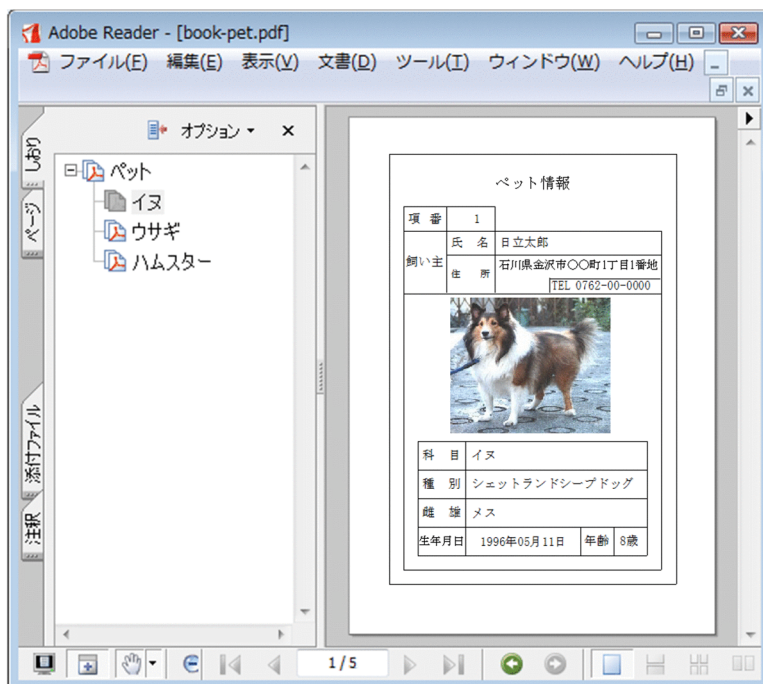 Adobe Reader - [book-pet.pdf]
ファイル(F) 編集(E) 表示(V) 文書(D) ツール(T) ウィンドウ(W) ヘルプ(H)
オプション
しおり
ページ
添付ファイル
注釈
ペット
イヌ
ウサギ
ハムスター
ペット情報
項番 1
飼い主
氏名 日立太郎
住所 石川県金沢市〇〇町1丁目1番地
TEL 0762-00-0000
科目 イヌ
種別 シェットランドシープドッグ
雌雄 メス
生年月日 1996年05月11日 年齢 8歳
1/5